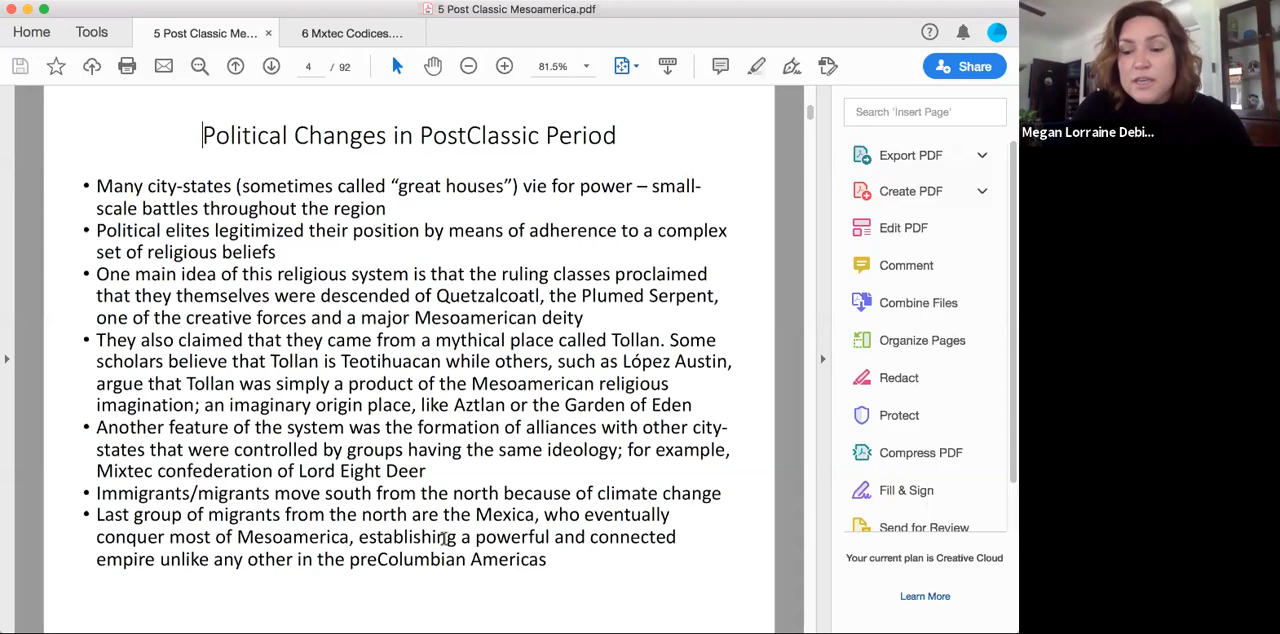 5 Post Classic Mesoamerica.pdf
Home
Tools
5 Post Classic Me... ×
6 Mxtec Codices....
4 / 92
81.5%
Share
Political Changes in PostClassic Period
• Many city-states (sometimes called “great houses”) vie for power – small-
scale battles throughout the region
• Political elites legitimized their position by means of adherence to a complex
set of religious beliefs
• One main idea of this religious system is that the ruling classes proclaimed
that they themselves were descended of Quetzalcoatl, the Plumed Serpent,
one of the creative forces and a major Mesoamerican deity
• They also claimed that they came from a mythical place called Tollan. Some
scholars believe that Tollan is Teotihuacan while others, such as López Austin,
argue that Tollan was simply a product of the Mesoamerican religious
imagination; an imaginary origin place, like Aztlan or the Garden of Eden
• Another feature of the system was the formation of alliances with other city-
states that were controlled by groups having the same ideology; for example,
Mixtec confederation of Lord Eight Deer
• Immigrants/migrants move south from the north because of climate change
• Last group of migrants from the north are the Mexica, who eventually
conquer most of Mesoamerica, establishing a powerful and connected
empire unlike any other in the preColumbian Americas
Search 'Insert Page'
Export PDF
Create PDF
Edit PDF
Comment
Combine Files
Organize Pages
Redact
Protect
Compress PDF
Fill & Sign
Send for Review
Your current plan is Creative Cloud
Learn More
Megan Lorraine Debi...